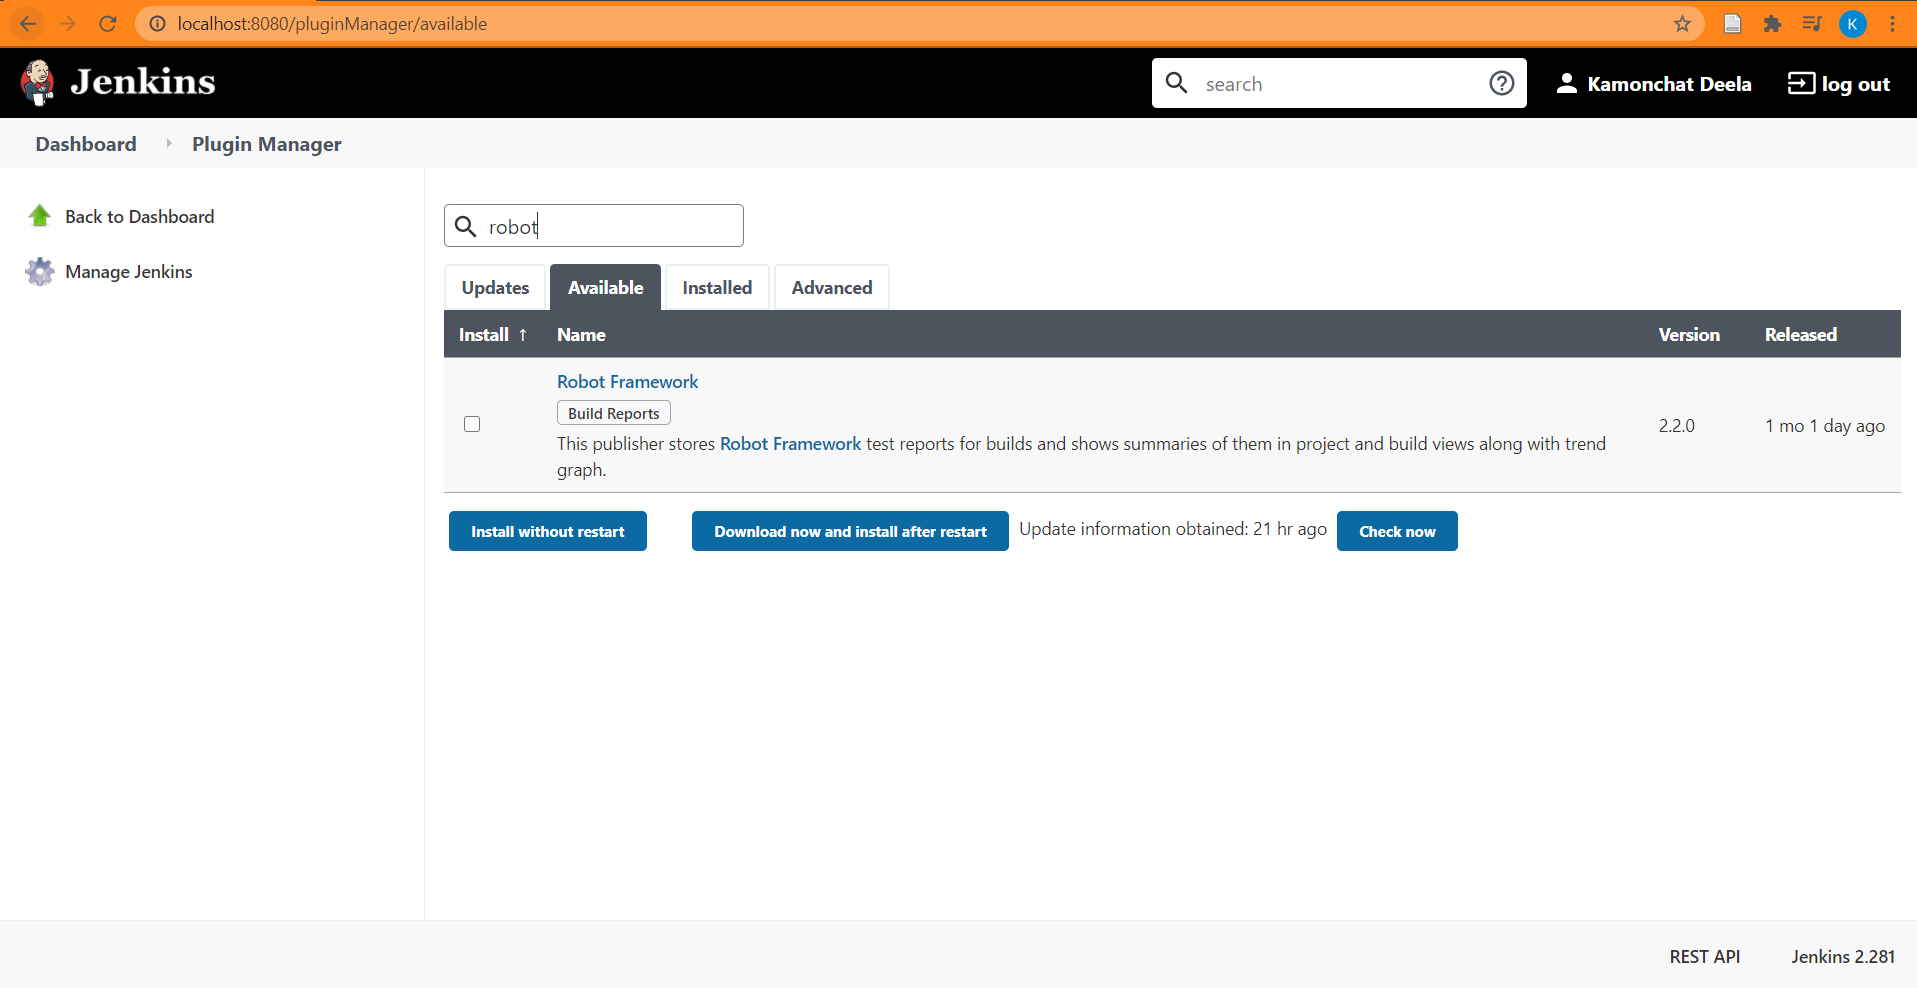 localhost:8080/pluginManager/available
K
Jenkins
search
Kamonchat Deela
log out
Dashboard
Plugin Manager
Back to Dashboard
Manage Jenkins
robot
Updates
Available
Installed
Advanced
Install ↑ Name Version Released
Robot Framework
Build Reports
This publisher stores Robot Framework test reports for builds and shows summaries of them in project and build views along with trend
graph.
2.2.0
1 mo 1 day ago
Install without restart
Download now and install after restart
Update information obtained: 21 hr ago
Check now
REST API
Jenkins 2.281